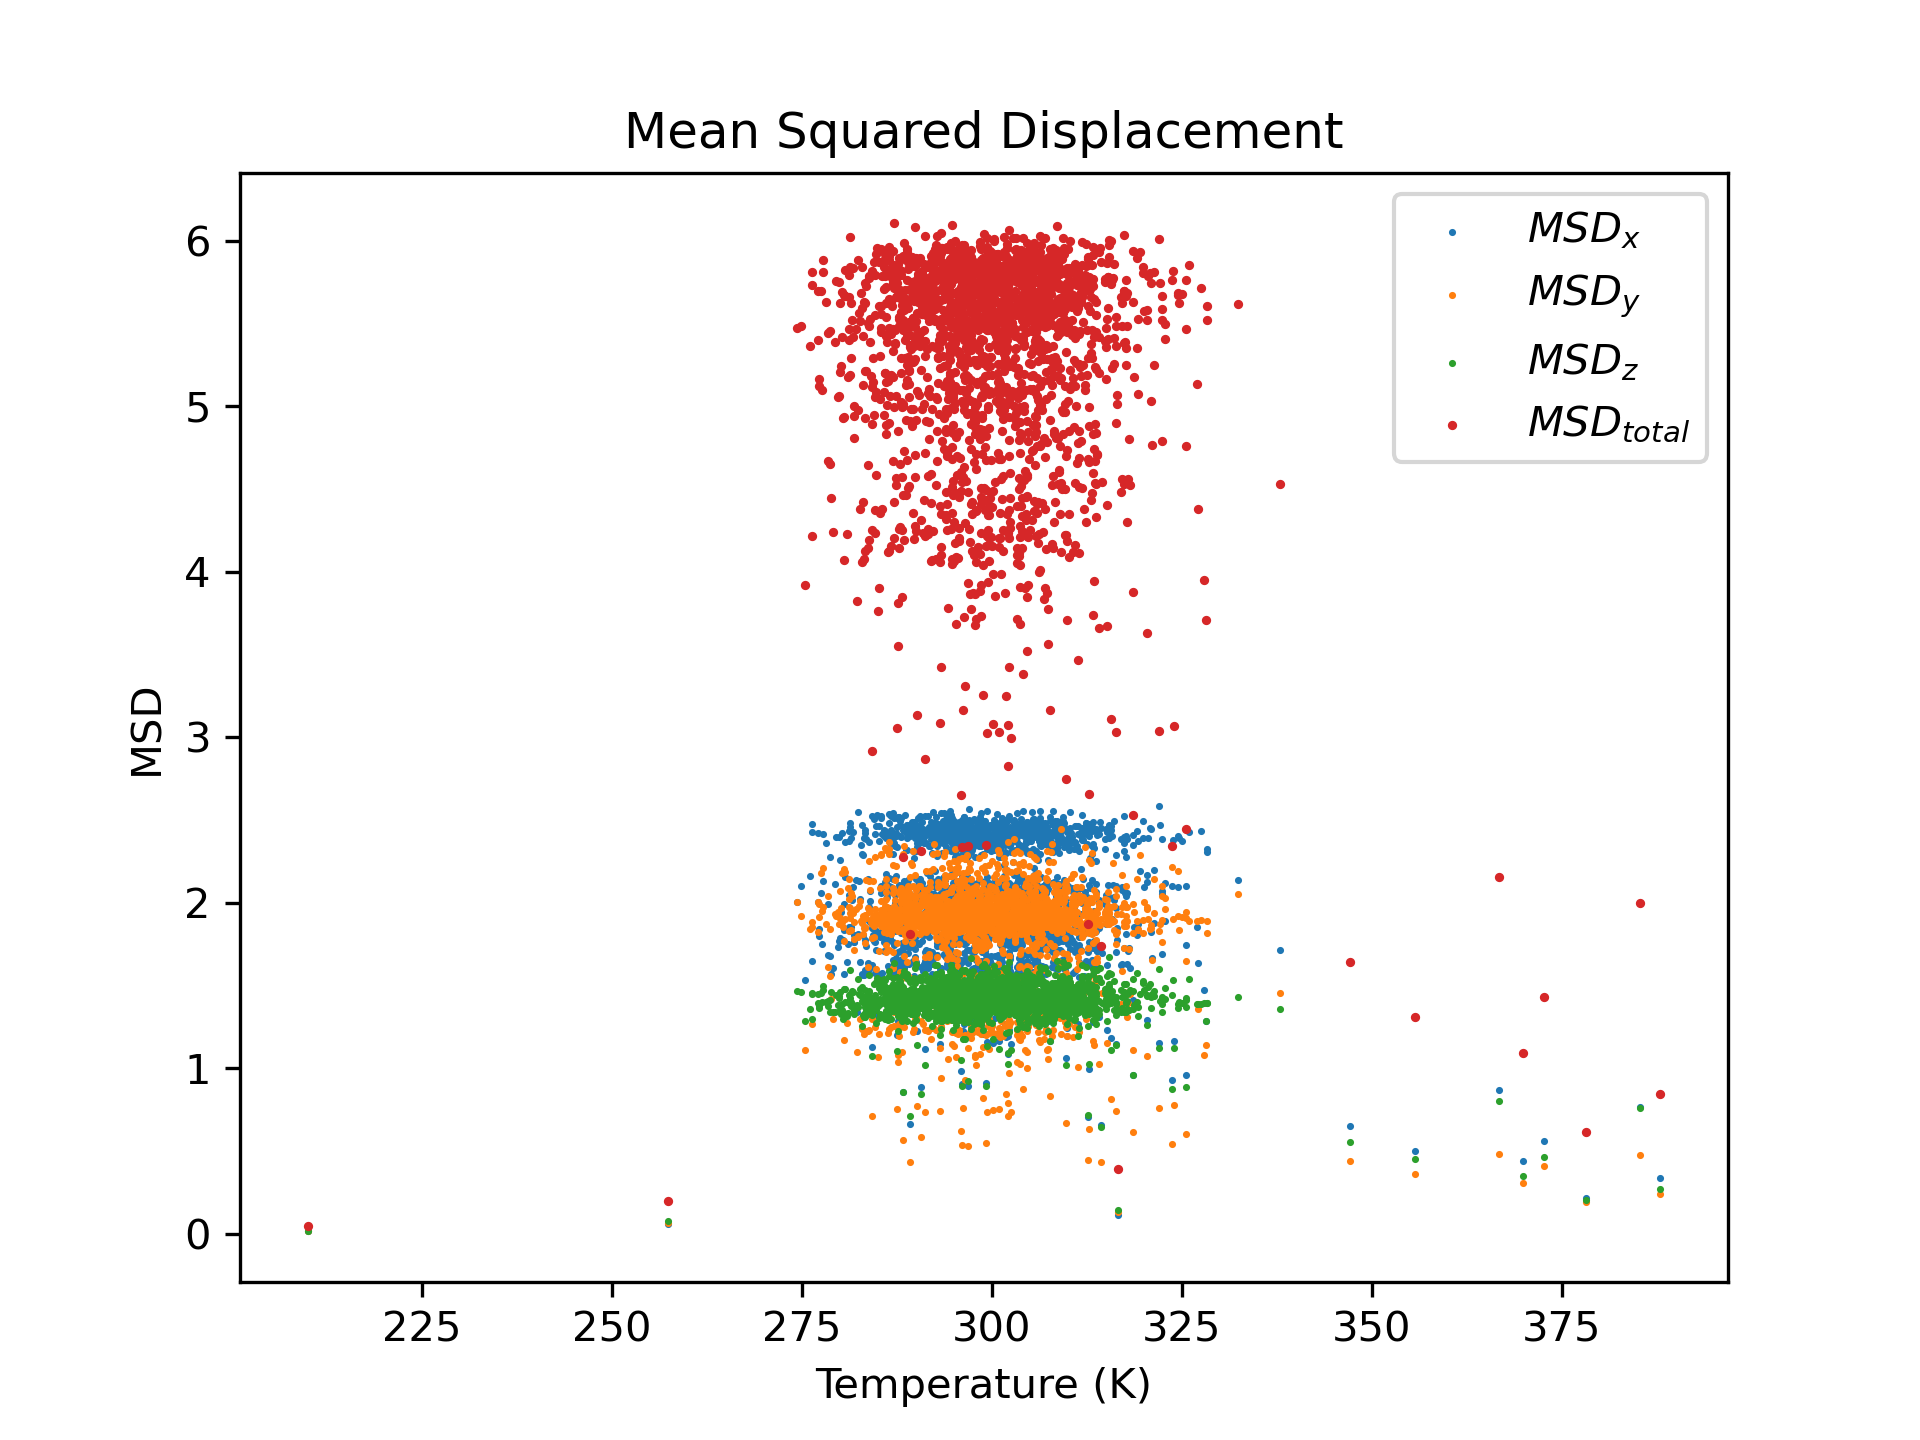 Mean Squared Displacement
MSD_x
MSD_y
MSD_z
MSD_total
6
5
4
3
2
1
0
MSD
225 250 275 300 325 350 375
Temperature (K)